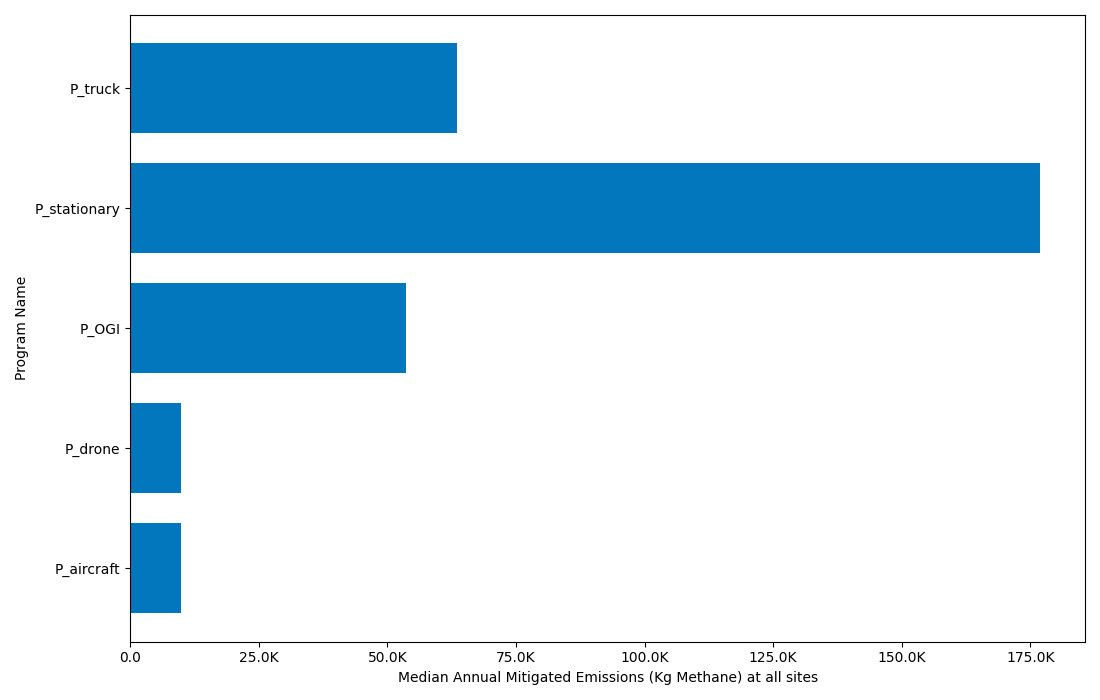 P_truck
P_stationary
P_OGI
P_drone
P_aircraft
Program Name
0.0 25.0K 50.0K 75.0K 100.0K 125.0K 150.0K 175.0K
Median Annual Mitigated Emissions (Kg Methane) at all sites